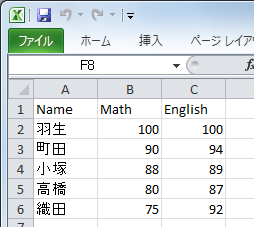 ファイル ホーム 挿入 ページ レイア
F8
A B C
1 Name Math English
2 羽生 100 100
3 町田 90 94
4 小塚 88 89
5 高橋 80 87
6 織田 75 92